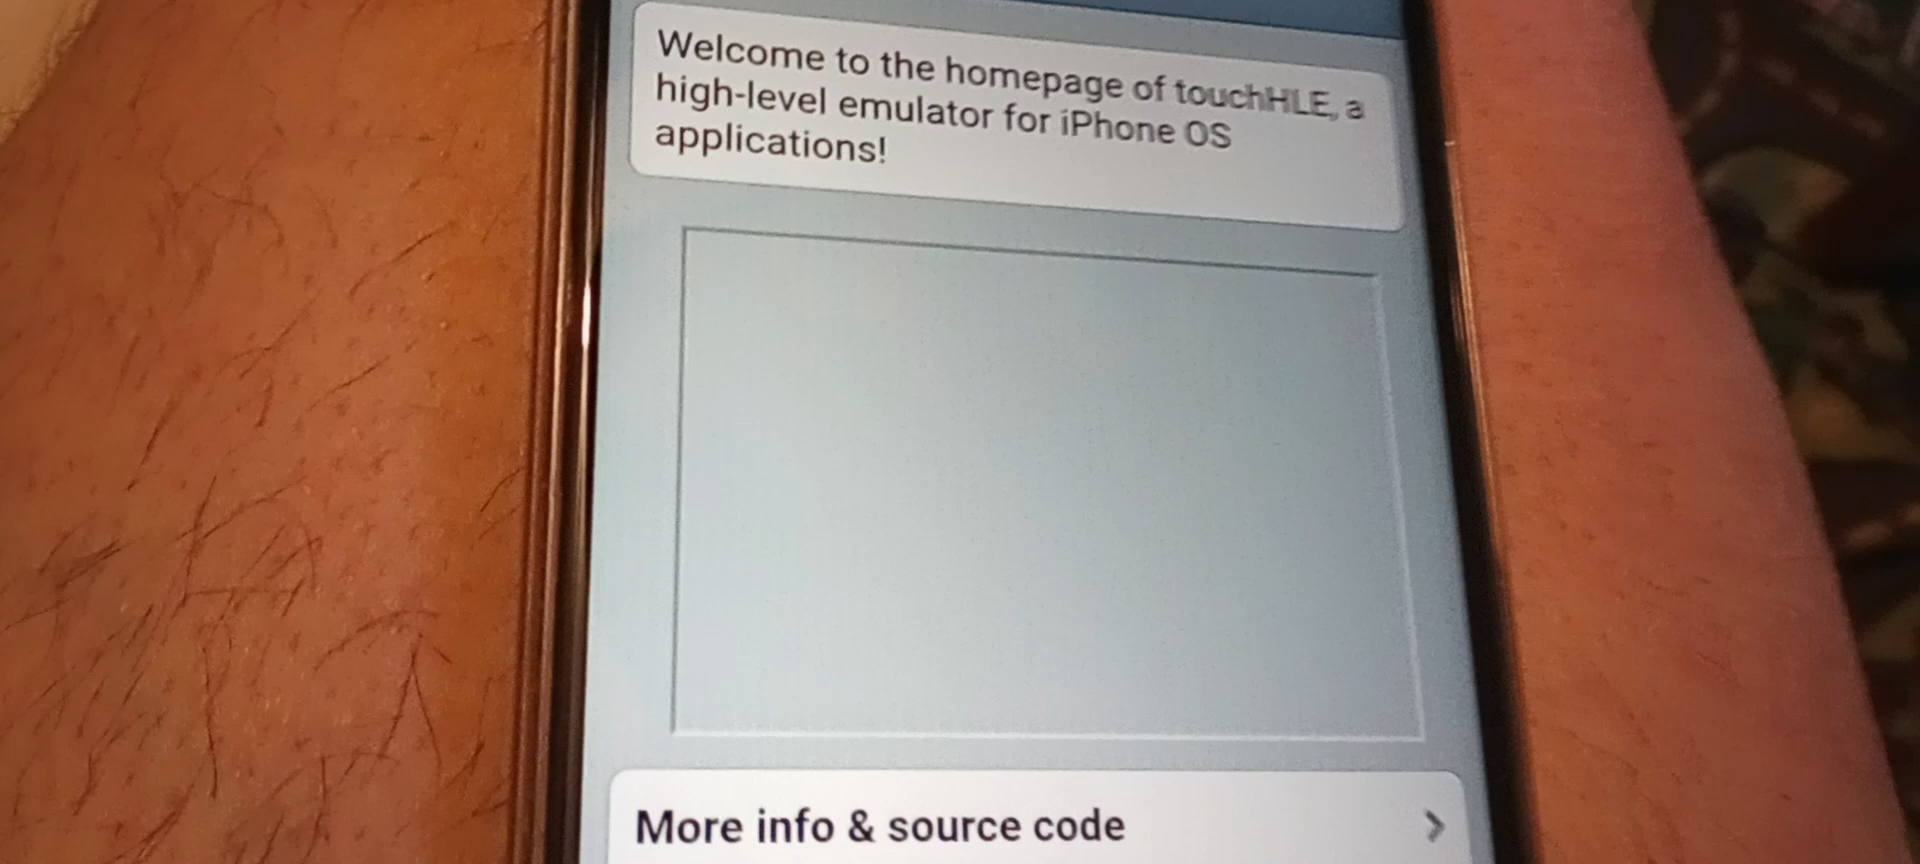 Welcome to the homepage of touchHLE, a
high-level emulator for iPhone OS
applications!
More info & source code